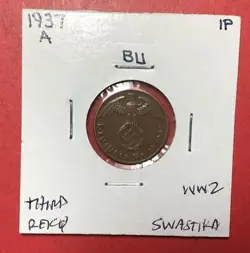 1937 1P
A BU
THIRD WW2
REICH SWASTIKA